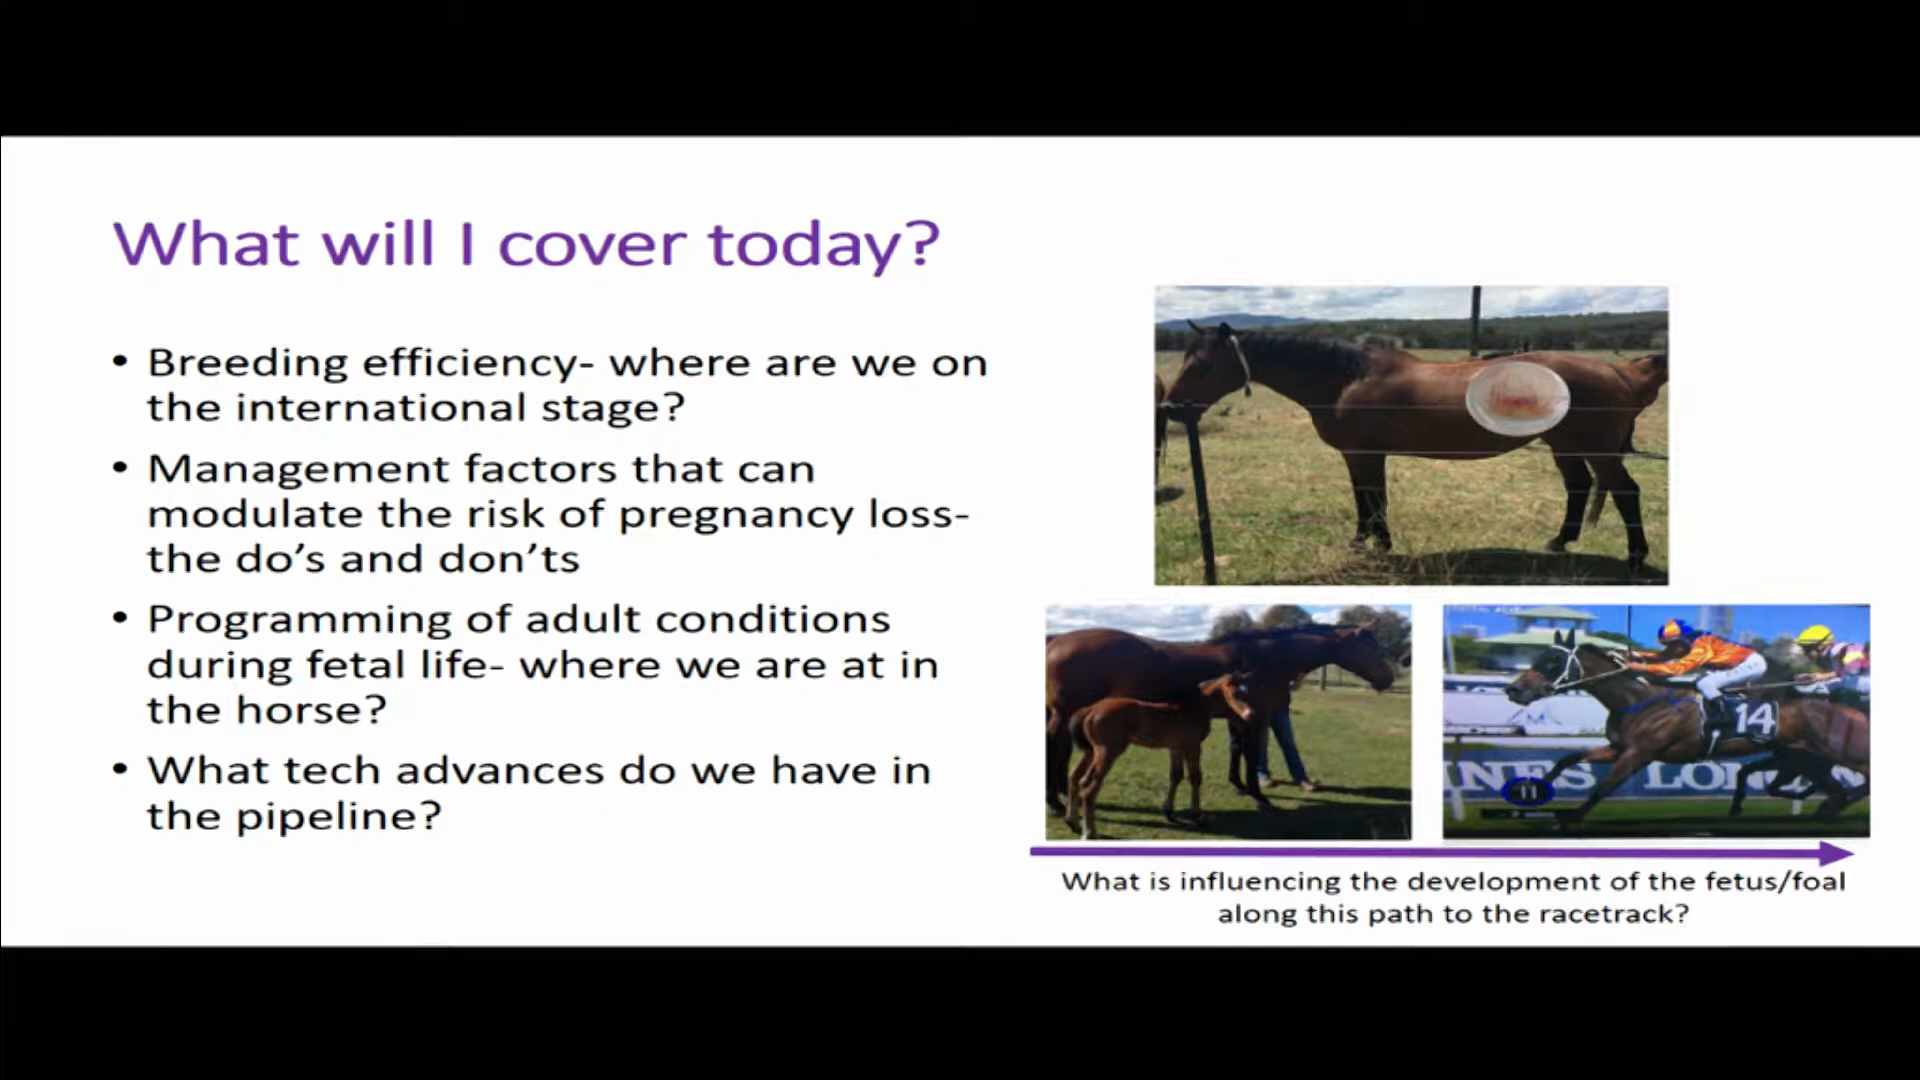 What will I cover today?
• Breeding efficiency- where are we on
the international stage?
• Management factors that can
modulate the risk of pregnancy loss-
the do’s and don’ts
• Programming of adult conditions
during fetal life- where we are at in
the horse?
• What tech advances do we have in
the pipeline?
14
INES
What is influencing the development of the fetus/foal
along this path to the racetrack?